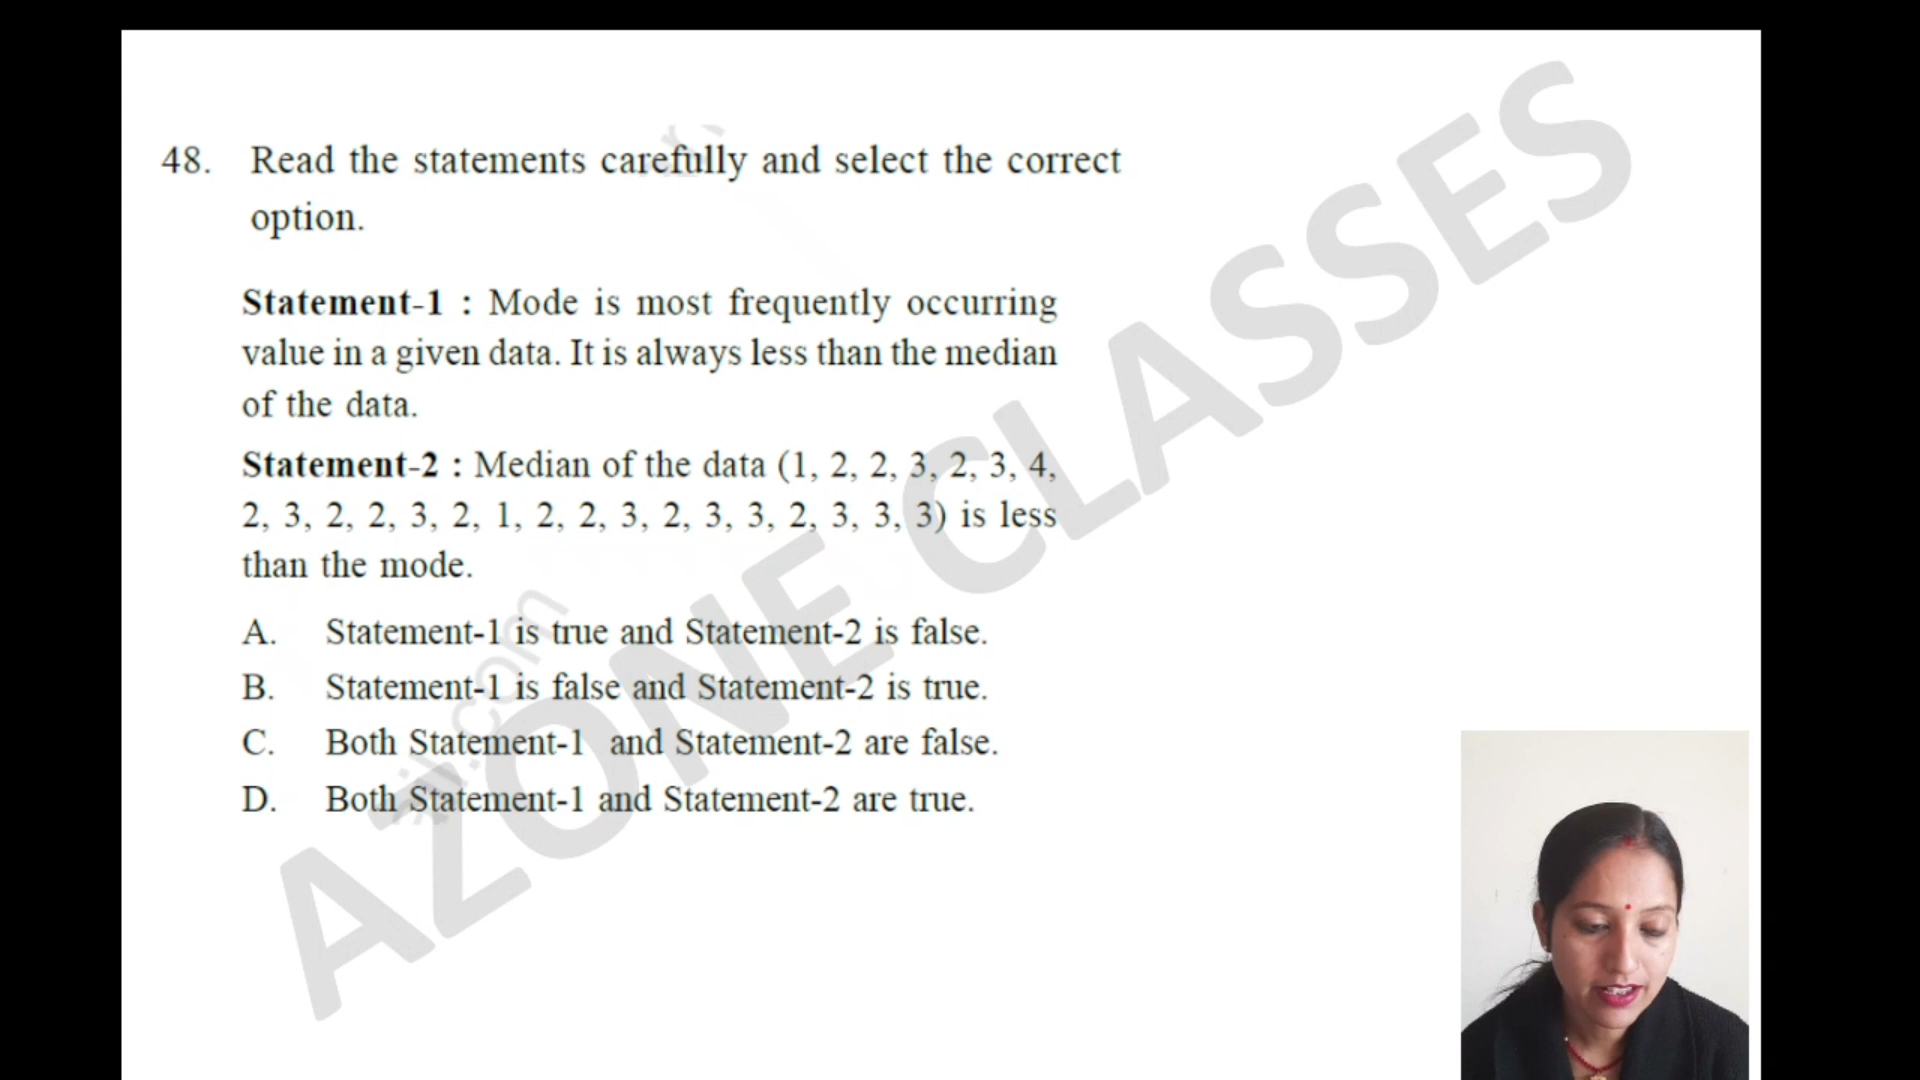 48. Read the statements carefully and select the correct
option.
Statement-1 : Mode is most frequently occurring
value in a given data. It is always less than the median
of the data.
Statement-2 : Median of the data (1, 2, 2, 3, 2, 3, 4,
2, 3, 2, 2, 3, 2, 1, 2, 2, 3, 2, 3, 3, 2, 3, 3, 3) is less
than the mode.
A. Statement-1 is true and Statement-2 is false.
B. Statement-1 is false and Statement-2 is true.
C. Both Statement-1 and Statement-2 are false.
D. Both Statement-1 and Statement-2 are true.
AZONE CLASSES